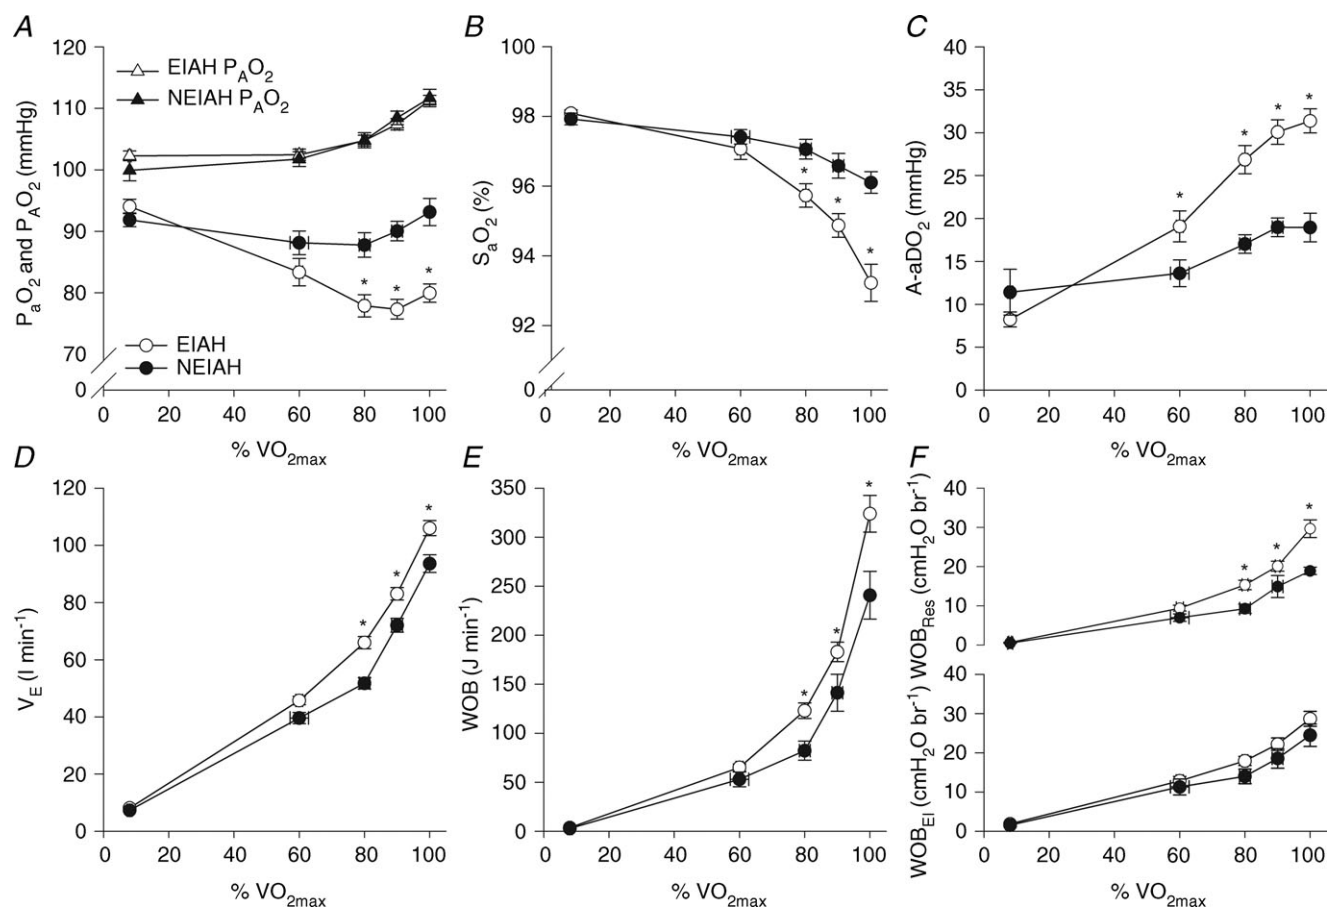 A
B
C
120
110
100
90
80
70
0
PaO2 and PAO2 (mmHg)
EIAH PAO2
NEIAH PAO2
EIAH
NEIAH
* * *
0 20 40 60 80 100
% VO2max
100
98
96
94
92
0
SaO2 (%)
* * *
0 20 40 60 80 100
% VO2max
40
35
30
25
20
15
10
5
0
A-aDO2 (mmHg)
* * * *
0 20 40 60 80 100
% VO2max
D
E
F
120
100
80
60
40
20
0
VE (l min-1)
* * *
0 20 40 60 80 100
% VO2max
350
300
250
200
150
100
50
0
WOB (J min-1)
* * *
0 20 40 60 80 100
% VO2max
40
30
20
10
0
WOBRes (cmH2O br-1)
* * *
40
30
20
10
0
WOBEl (cmH2O br-1)
0 20 40 60 80 100
% VO2max